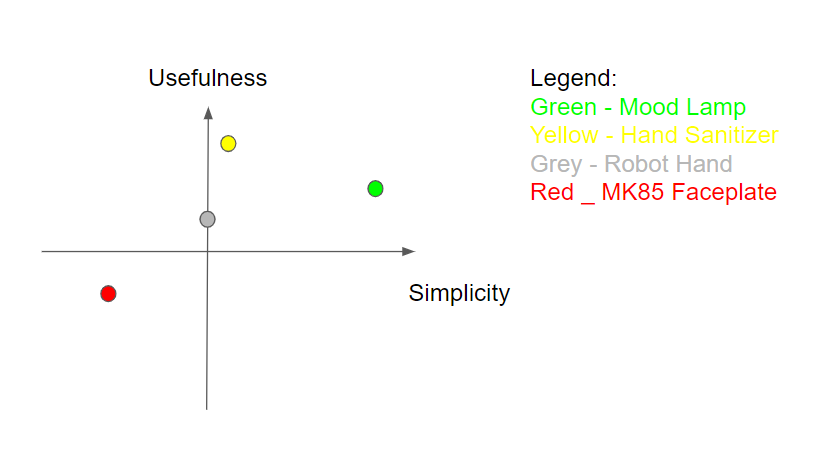 Usefulness
Simplicity
Legend:
Green - Mood Lamp
Yellow - Hand Sanitizer
Grey - Robot Hand
Red _ MK85 Faceplate